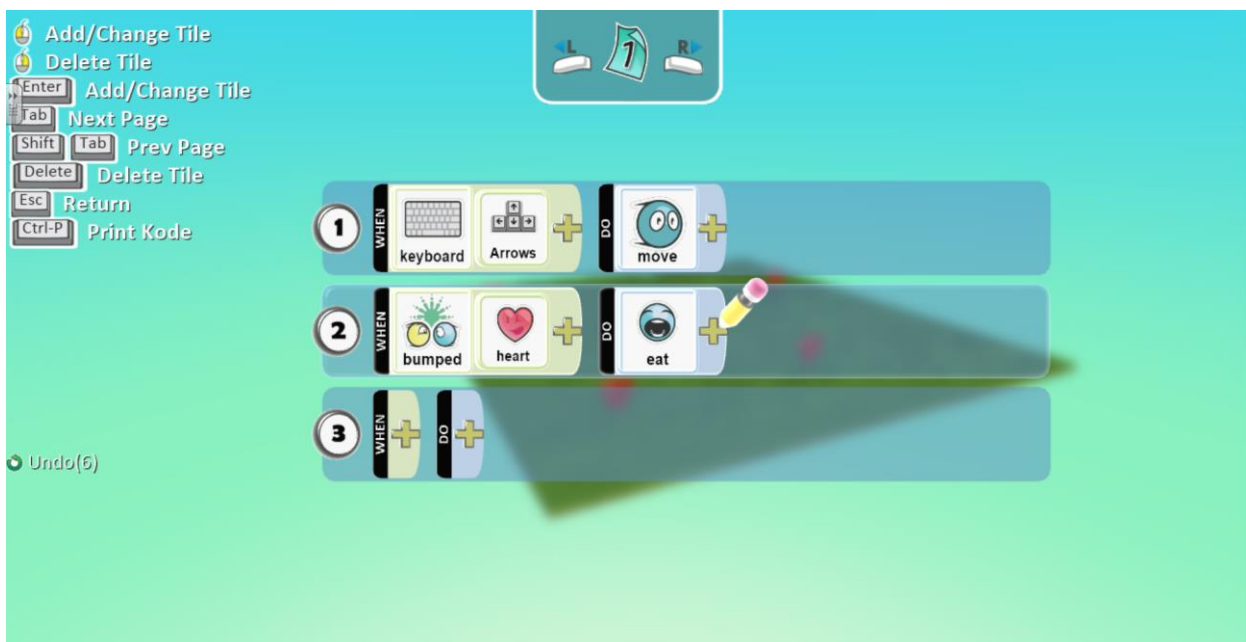 Add/Change Tile
Delete Tile
Enter Add/Change Tile
Tab Next Page
Shift Tab Prev Page
Delete Delete Tile
Esc Return
Ctrl-P Print Kode
L 1 R
1 WHEN keyboard Arrows DO move
2 WHEN bumped heart DO eat
3 WHEN DO
Undo(6)